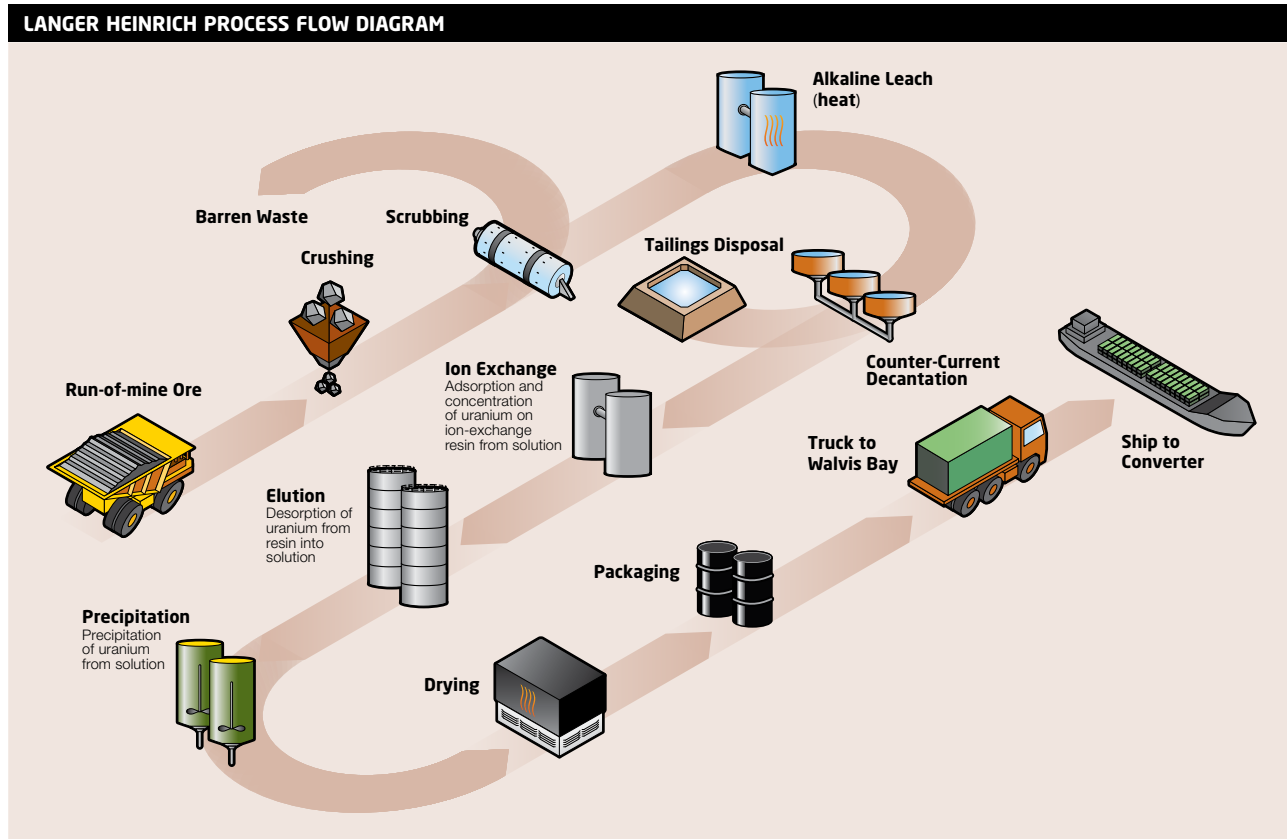 LANGER HEINRICH PROCESS FLOW DIAGRAM
Alkaline Leach
(heat)
Barren Waste
Scrubbing
Crushing
Tailings Disposal
Run-of-mine Ore
Ion Exchange
Adsorption and
concentration
of uranium on
ion-exchange
resin from solution
Counter-Current
Decantation
Truck to
Walvis Bay
Ship to
Converter
Elution
Desorption of
uranium from
resin into
solution
Packaging
Precipitation
Precipitation
of uranium
from solution
Drying